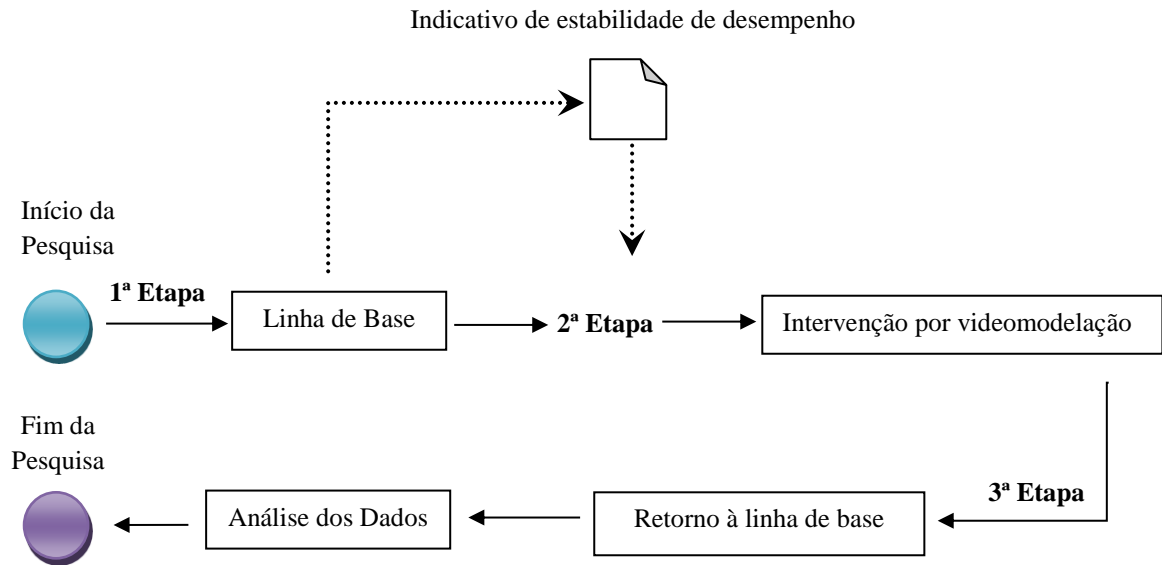 Indicativo de estabilidade de desempenho
Início da
Pesquisa
1ª Etapa
Linha de Base
2ª Etapa
Intervenção por videomodelação
Fim da
Pesquisa
Análise dos Dados
Retorno à linha de base
3ª Etapa